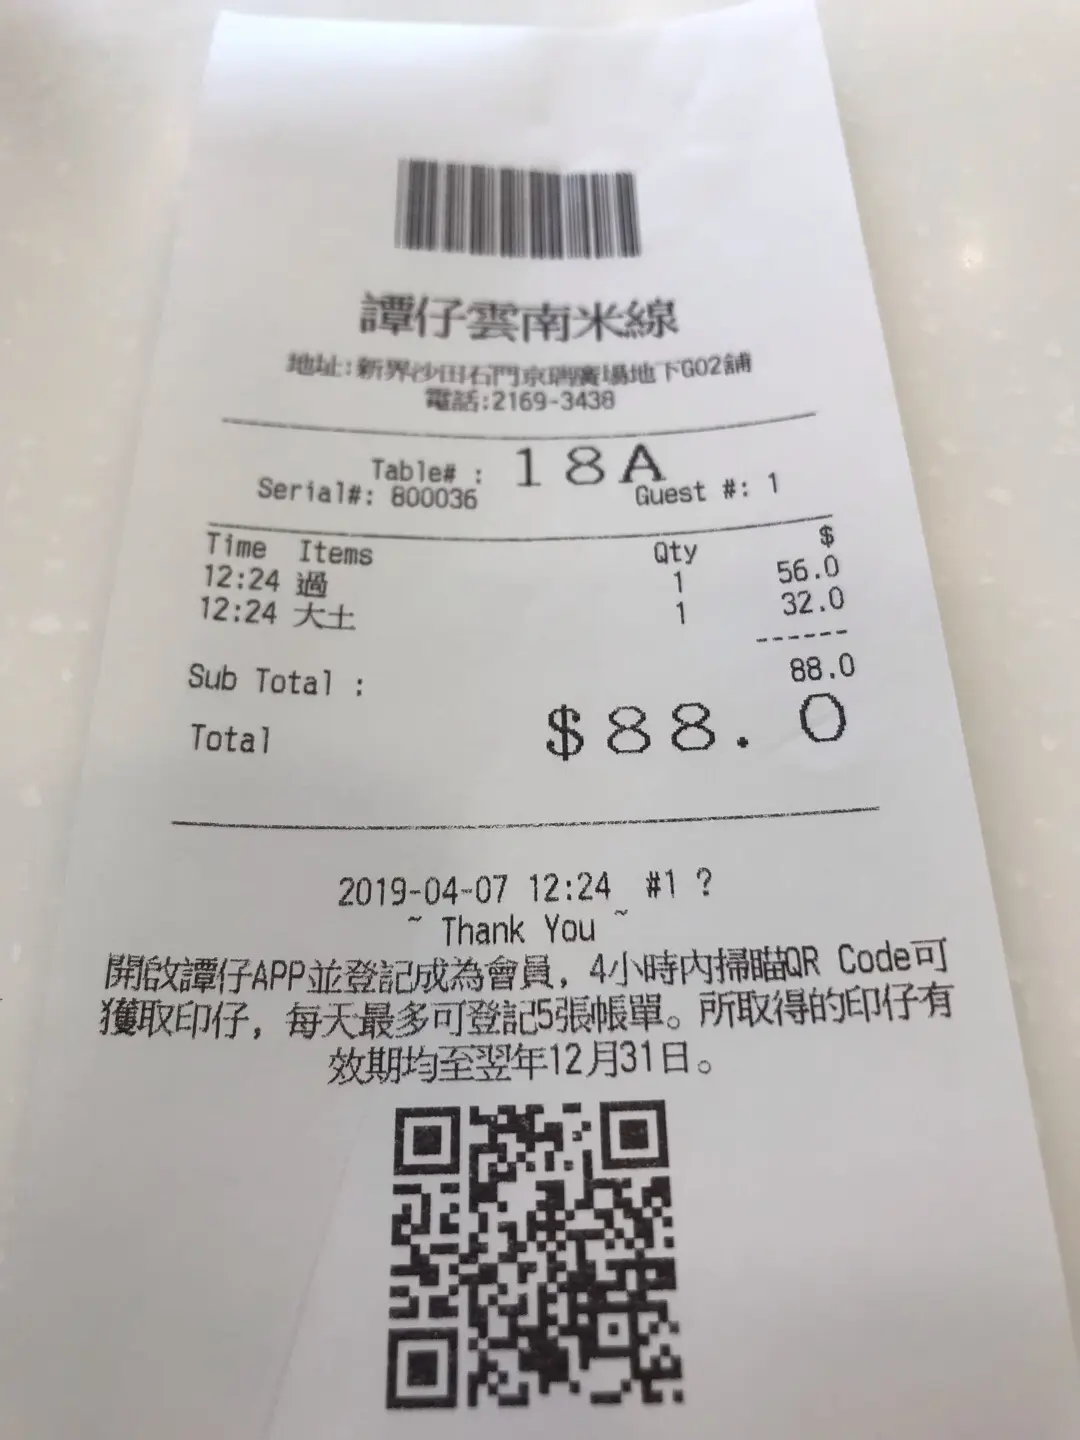 譚仔雲南米線
地址:新界沙田石門京瑞廣場地下G02舖
電話:2169-3438
Table# : 18A
Serial#: 800036 Guest #: 1
Time Items Qty $
12:24 過 1 56.0
12:24 大土 1 32.0
------
Sub Total : 88.0
Total $88.0
2019-04-07 12:24 #1 ?
~ Thank You ~
開啟譚仔APP並登記成為會員，4小時內掃瞄QR Code可
獲取印仔，每天最多可登記5張帳單。所取得的印仔有
效期均至翌年12月31日。